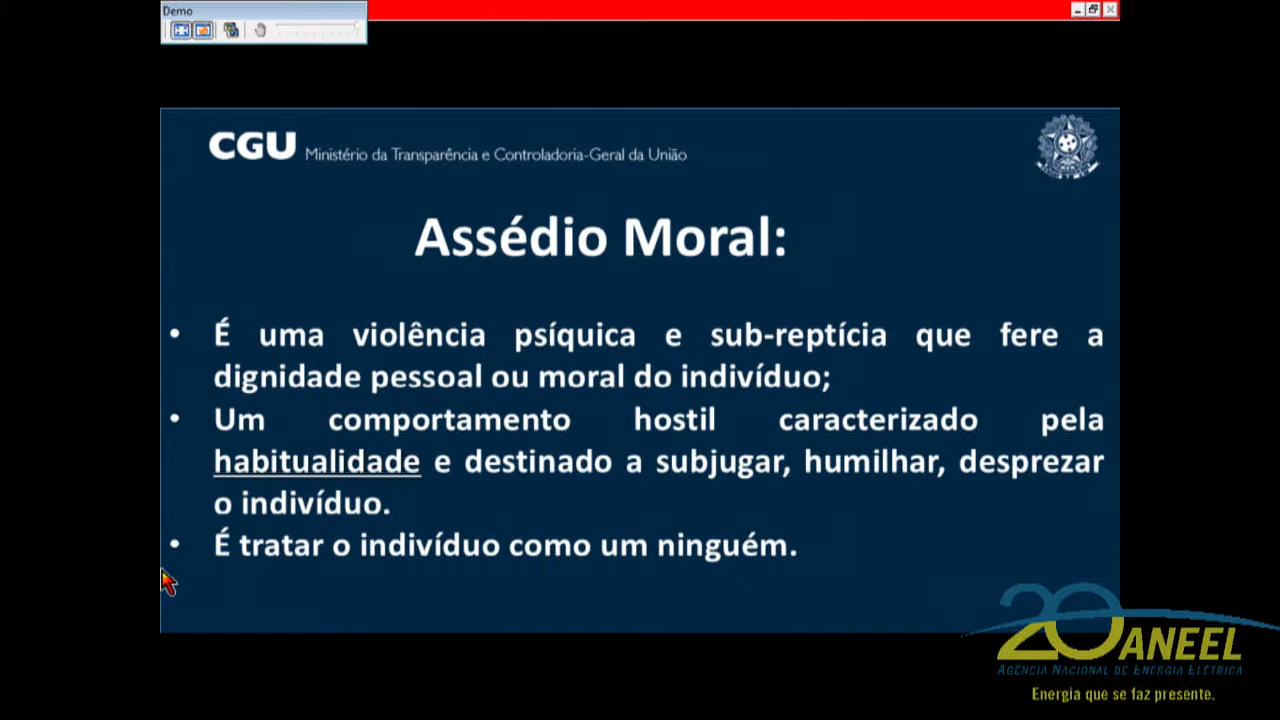 Demo
CGU Ministério da Transparência e Controladoria-Geral da União
Assédio Moral:
• É uma violência psíquica e sub-reptícia que fere a
dignidade pessoal ou moral do indivíduo;
• Um comportamento hostil caracterizado pela
habitualidade e destinado a subjugar, humilhar, desprezar
o indivíduo.
• É tratar o indivíduo como um ninguém.
20 ANEEL
AGÊNCIA NACIONAL DE ENERGIA ELÉTRICA
Energia que se faz presente.